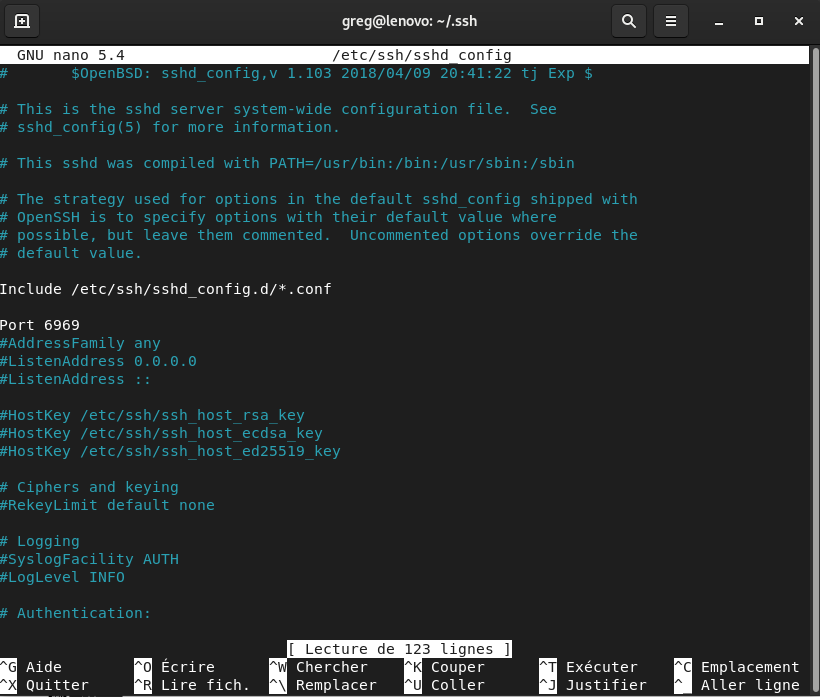 greg@lenovo: ~/.ssh
GNU nano 5.4 /etc/ssh/sshd_config
# $OpenBSD: sshd_config,v 1.103 2018/04/09 20:41:22 tj Exp $
# This is the sshd server system-wide configuration file. See
# sshd_config(5) for more information.
# This sshd was compiled with PATH=/usr/bin:/bin:/usr/sbin:/sbin
# The strategy used for options in the default sshd_config shipped with
# OpenSSH is to specify options with their default value where
# possible, but leave them commented. Uncommented options override the
# default value.
Include /etc/ssh/sshd_config.d/*.conf
Port 6969
#AddressFamily any
#ListenAddress 0.0.0.0
#ListenAddress ::
#HostKey /etc/ssh/ssh_host_rsa_key
#HostKey /etc/ssh/ssh_host_ecdsa_key
#HostKey /etc/ssh/ssh_host_ed25519_key
# Ciphers and keying
#RekeyLimit default none
# Logging
#SyslogFacility AUTH
#LogLevel INFO
# Authentication:
[ Lecture de 123 lignes ]
^G Aide ^O Écrire ^W Chercher ^K Couper ^T Exécuter ^C Emplacement
^X Quitter ^R Lire fich. ^\ Remplacer ^U Coller ^J Justifier ^_ Aller ligne